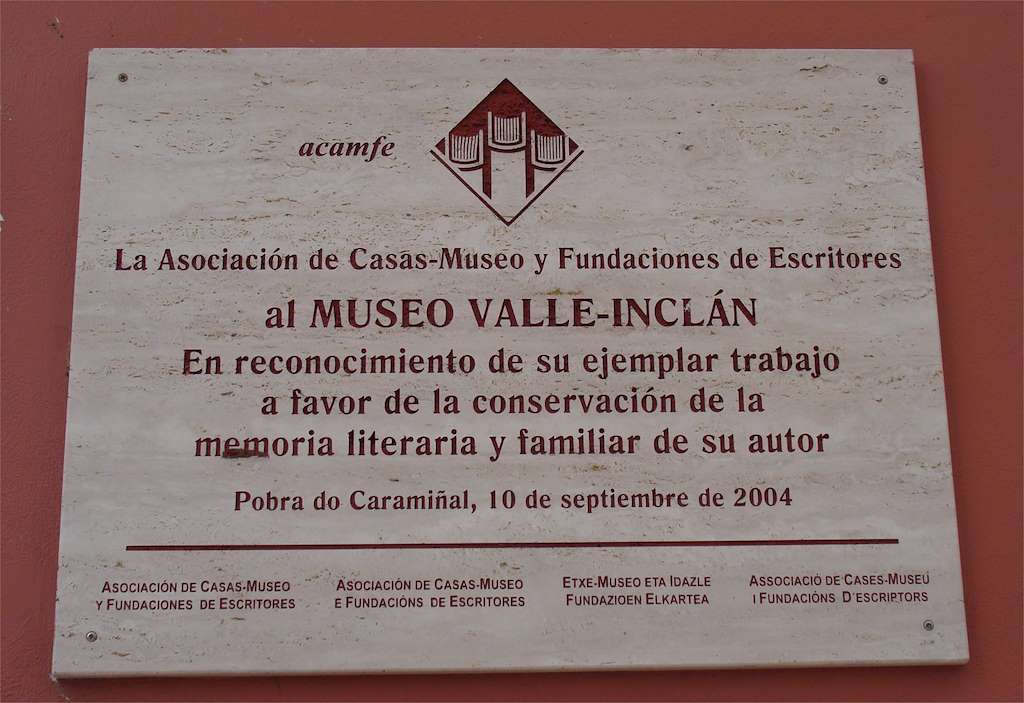 acamfe
La Asociación de Casas-Museo y Fundaciones de Escritores
al MUSEO VALLE-INCLÁN
En reconocimiento de su ejemplar trabajo
a favor de la conservación de la
memoria literaria y familiar de su autor
Pobra do Caramiñal, 10 de septiembre de 2004
ASOCIACIÓN DE CASAS-MUSEO
Y FUNDACIONES DE ESCRITORES
ASOCIACIÓN DE CASAS-MUSEO
E FUNDACIÓNS DE ESCRITORES
ETXE-MUSEO ETA IDAZLE
FUNDAZIOEN ELKARTEA
ASSOCIACIÓ DE CASES-MUSEU
I FUNDACIÓNS D'ESCRIPTORS